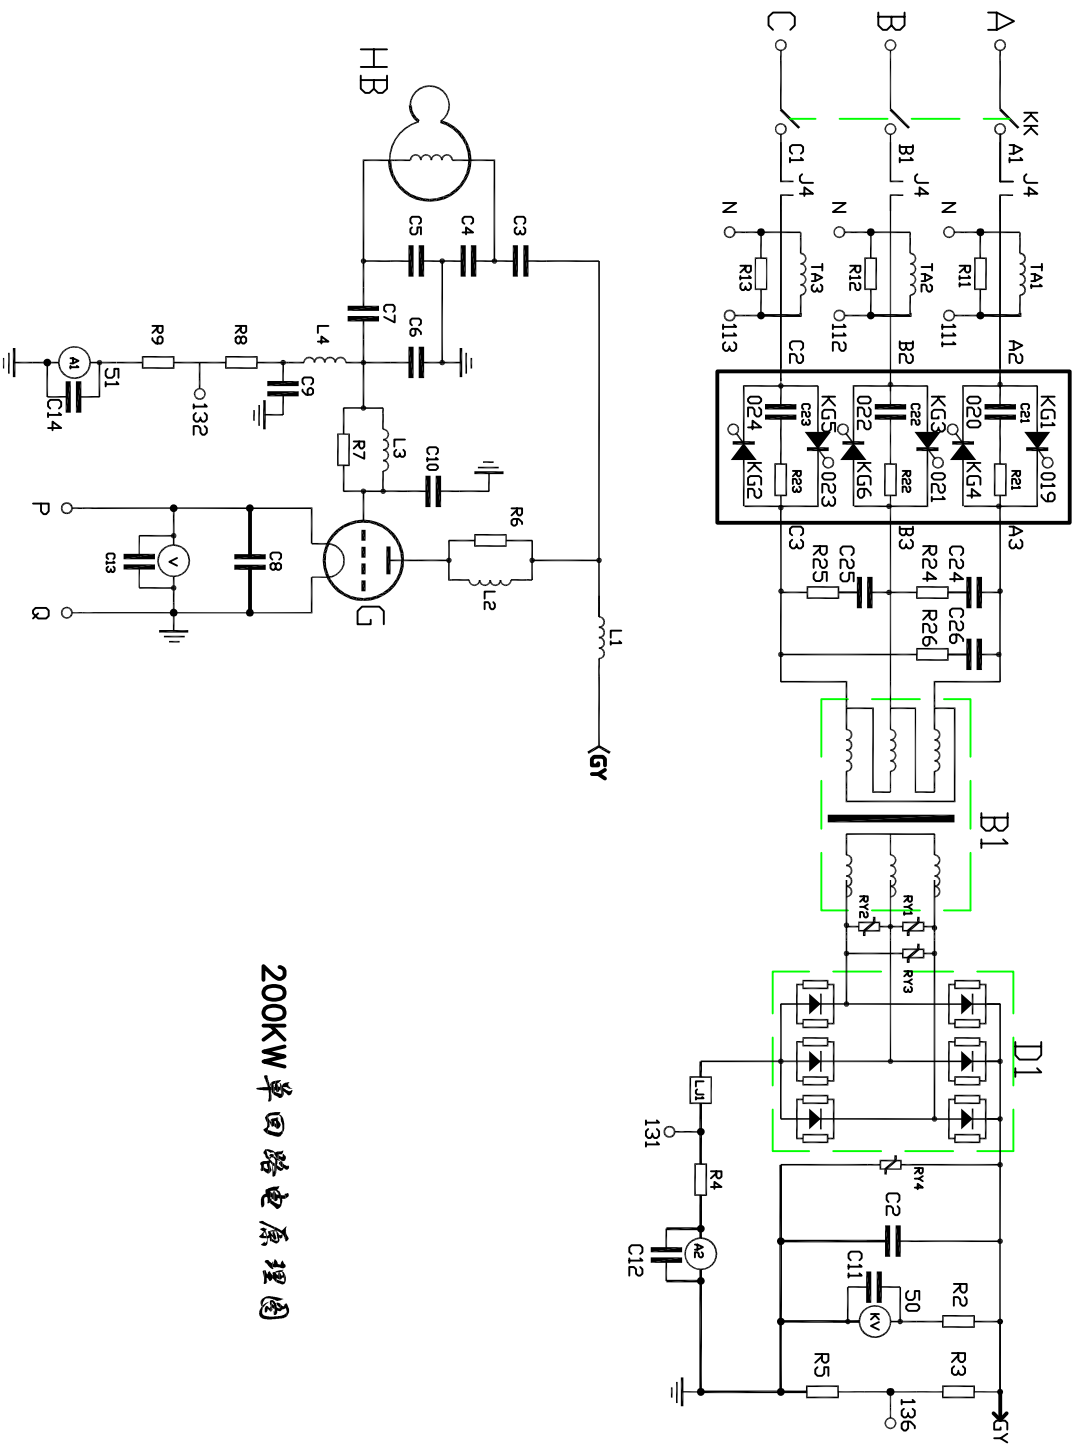 A
B
C
KK
A1
B1
C1
J4
J4
J4
N
N
N
TA1
TA2
TA3
R11
R12
R13
111
112
113
A2
B2
C2
KG1
C21
R21
019
020
KG4
KG3
C22
R22
021
022
KG6
KG5
C23
R23
023
024
KG2
A3
B3
C3
C24
R24
C25
R25
C26
R26
B1
RY1
RY2
RY3
D1
RY4
C2
C11
50
KV
R2
R3
R5
136
GY
LJ1
131
R4
A2
C12
HB
C3
C4
C5
C6
C7
L4
C9
R8
132
R9
51
A1
C14
L3
R7
C10
R6
L2
G
L1
GY
C8
V
C13
P
Q
200KW单回路电原理图